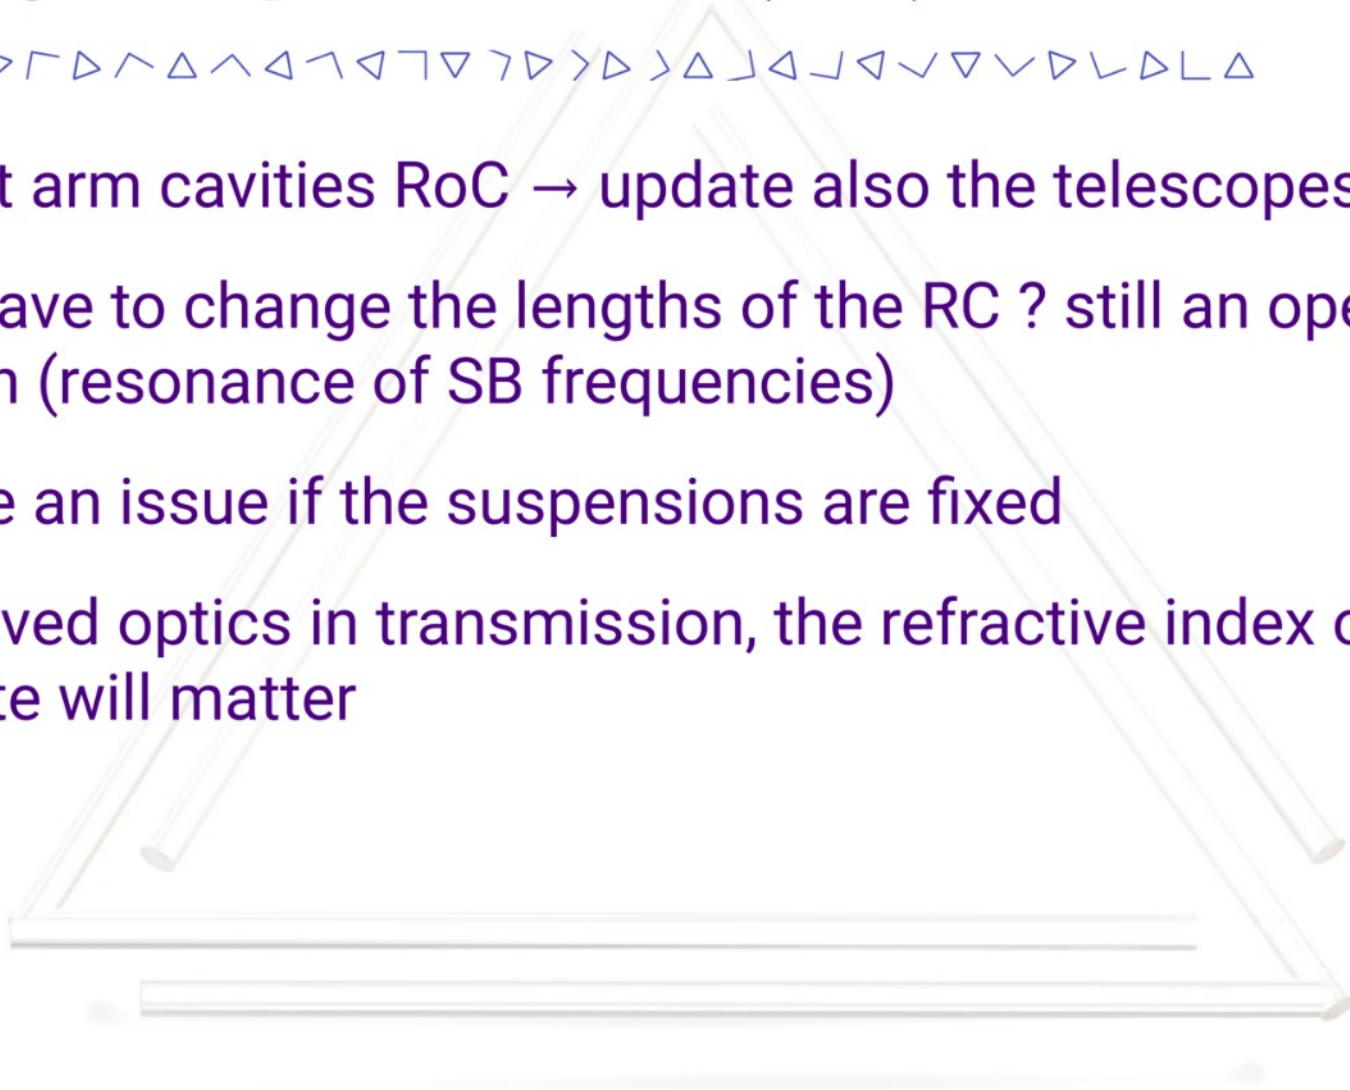 t arm cavities RoC → update also the telescopes
ave to change the lengths of the RC ? still an ope
n (resonance of SB frequencies)
e an issue if the suspensions are fixed
ved optics in transmission, the refractive index
te will matter